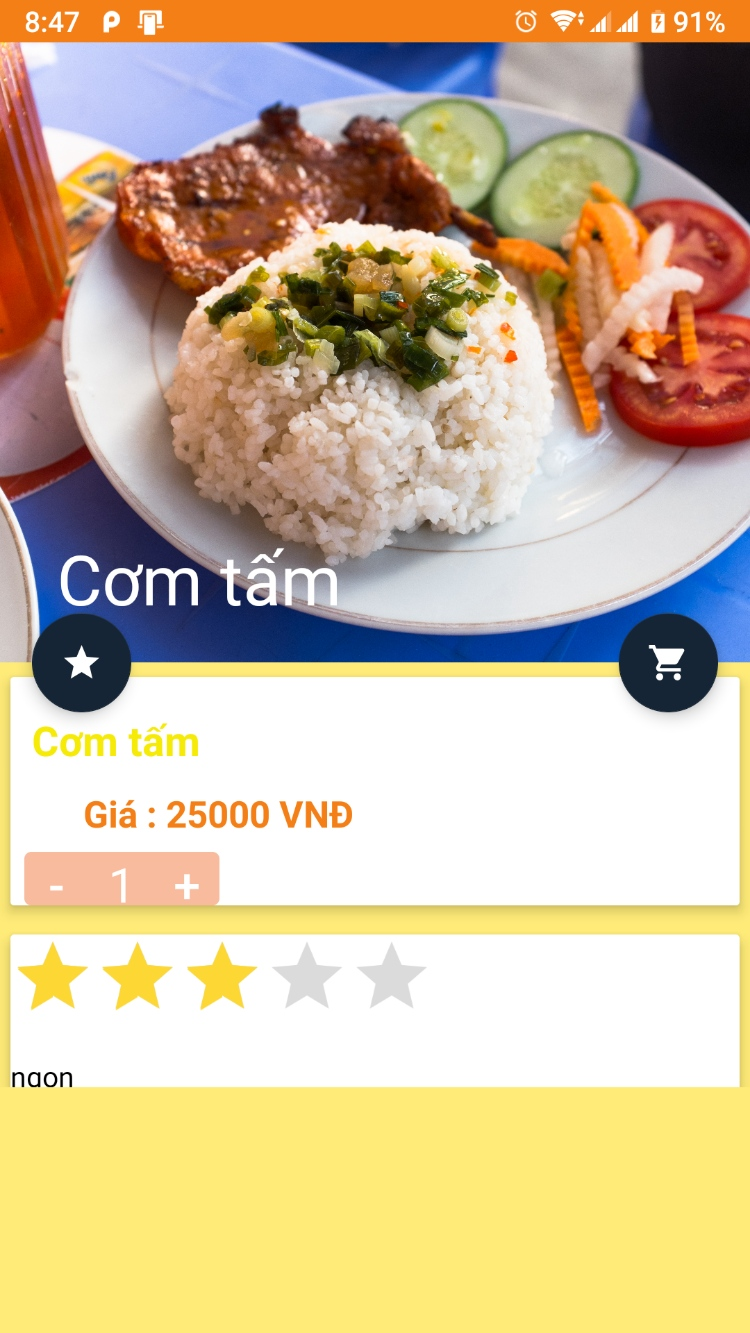 8:47
91%
Cơm tấm
Cơm tấm
Giá : 25000 VNĐ
- 1 +
ngon